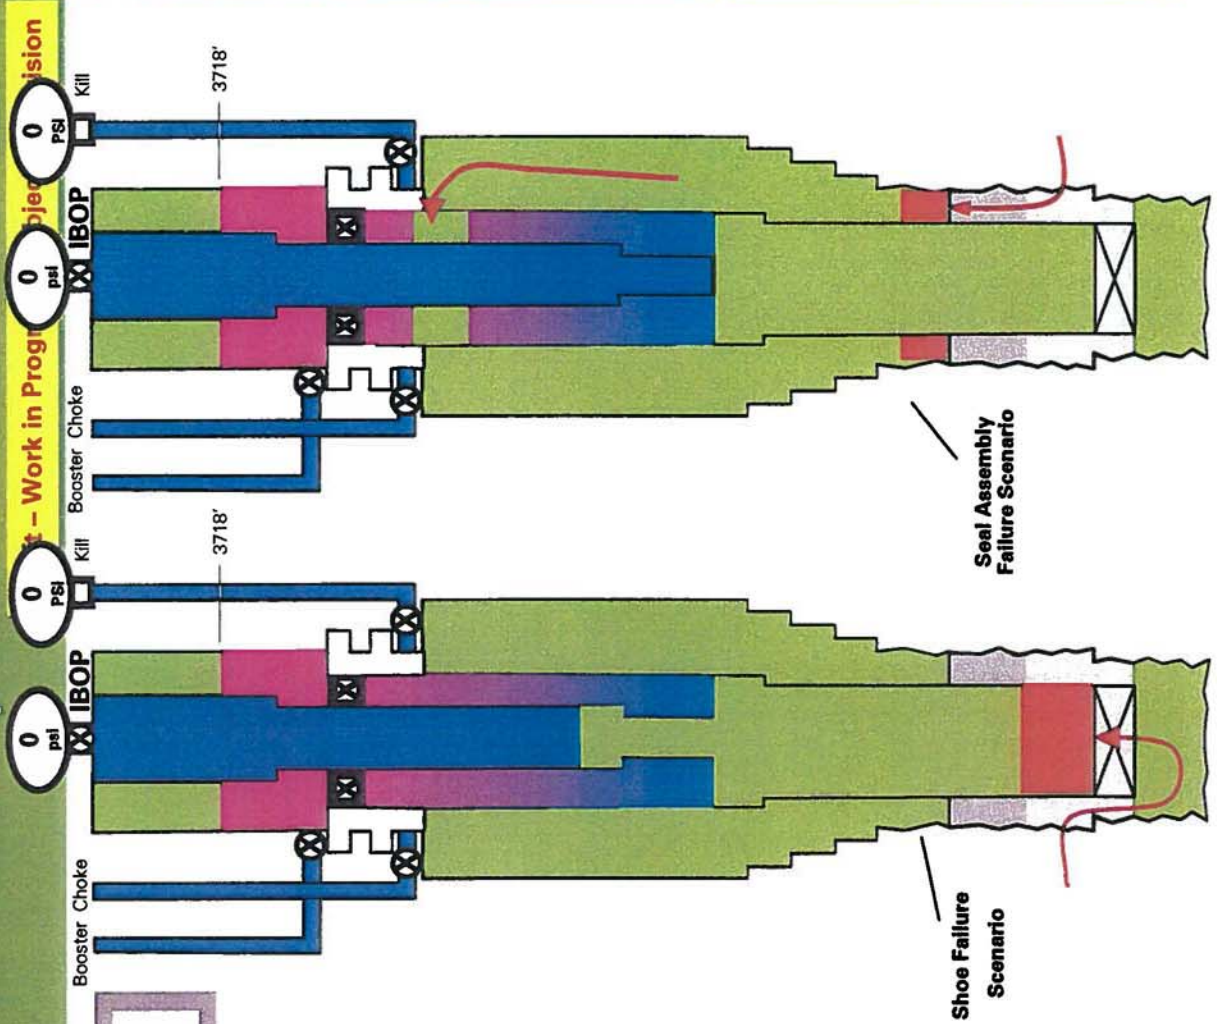 – Work in Progr
0
psi
IBOP
0
PSI
Kill
Booster
Choke
3718'
Shoe Failure
Scenario
0
psi
IBOP
0
PSI
Kill
Booster
Choke
3718'
Seal Assembly
Failure Scenario